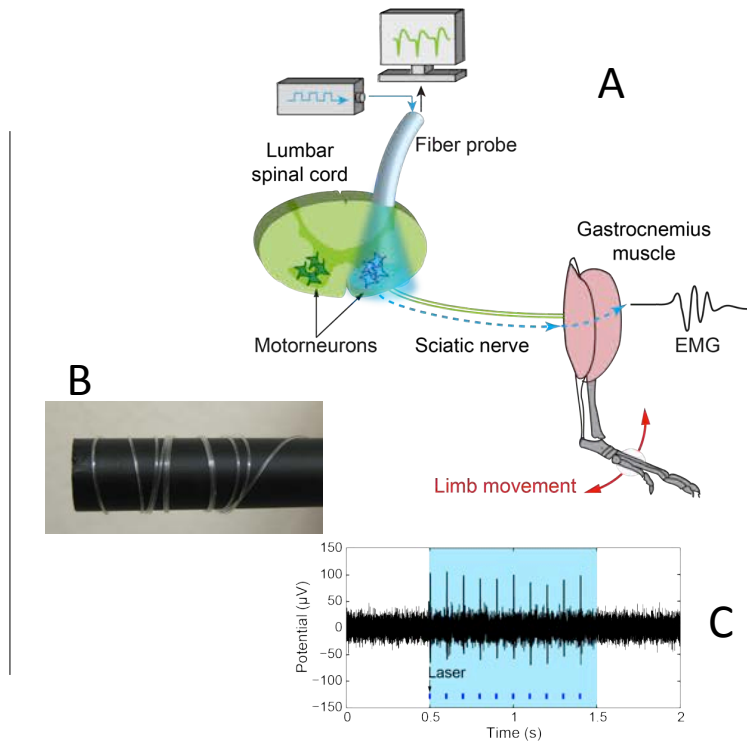 A
Fiber probe
Lumbar
spinal cord
Gastrocnemius
muscle
Motorneurons
Sciatic nerve
EMG
B
Limb movement
C
Potential (μV)
150
100
50
0
−50
−100
−150
Laser
0
0.5
1
1.5
2
Time (s)